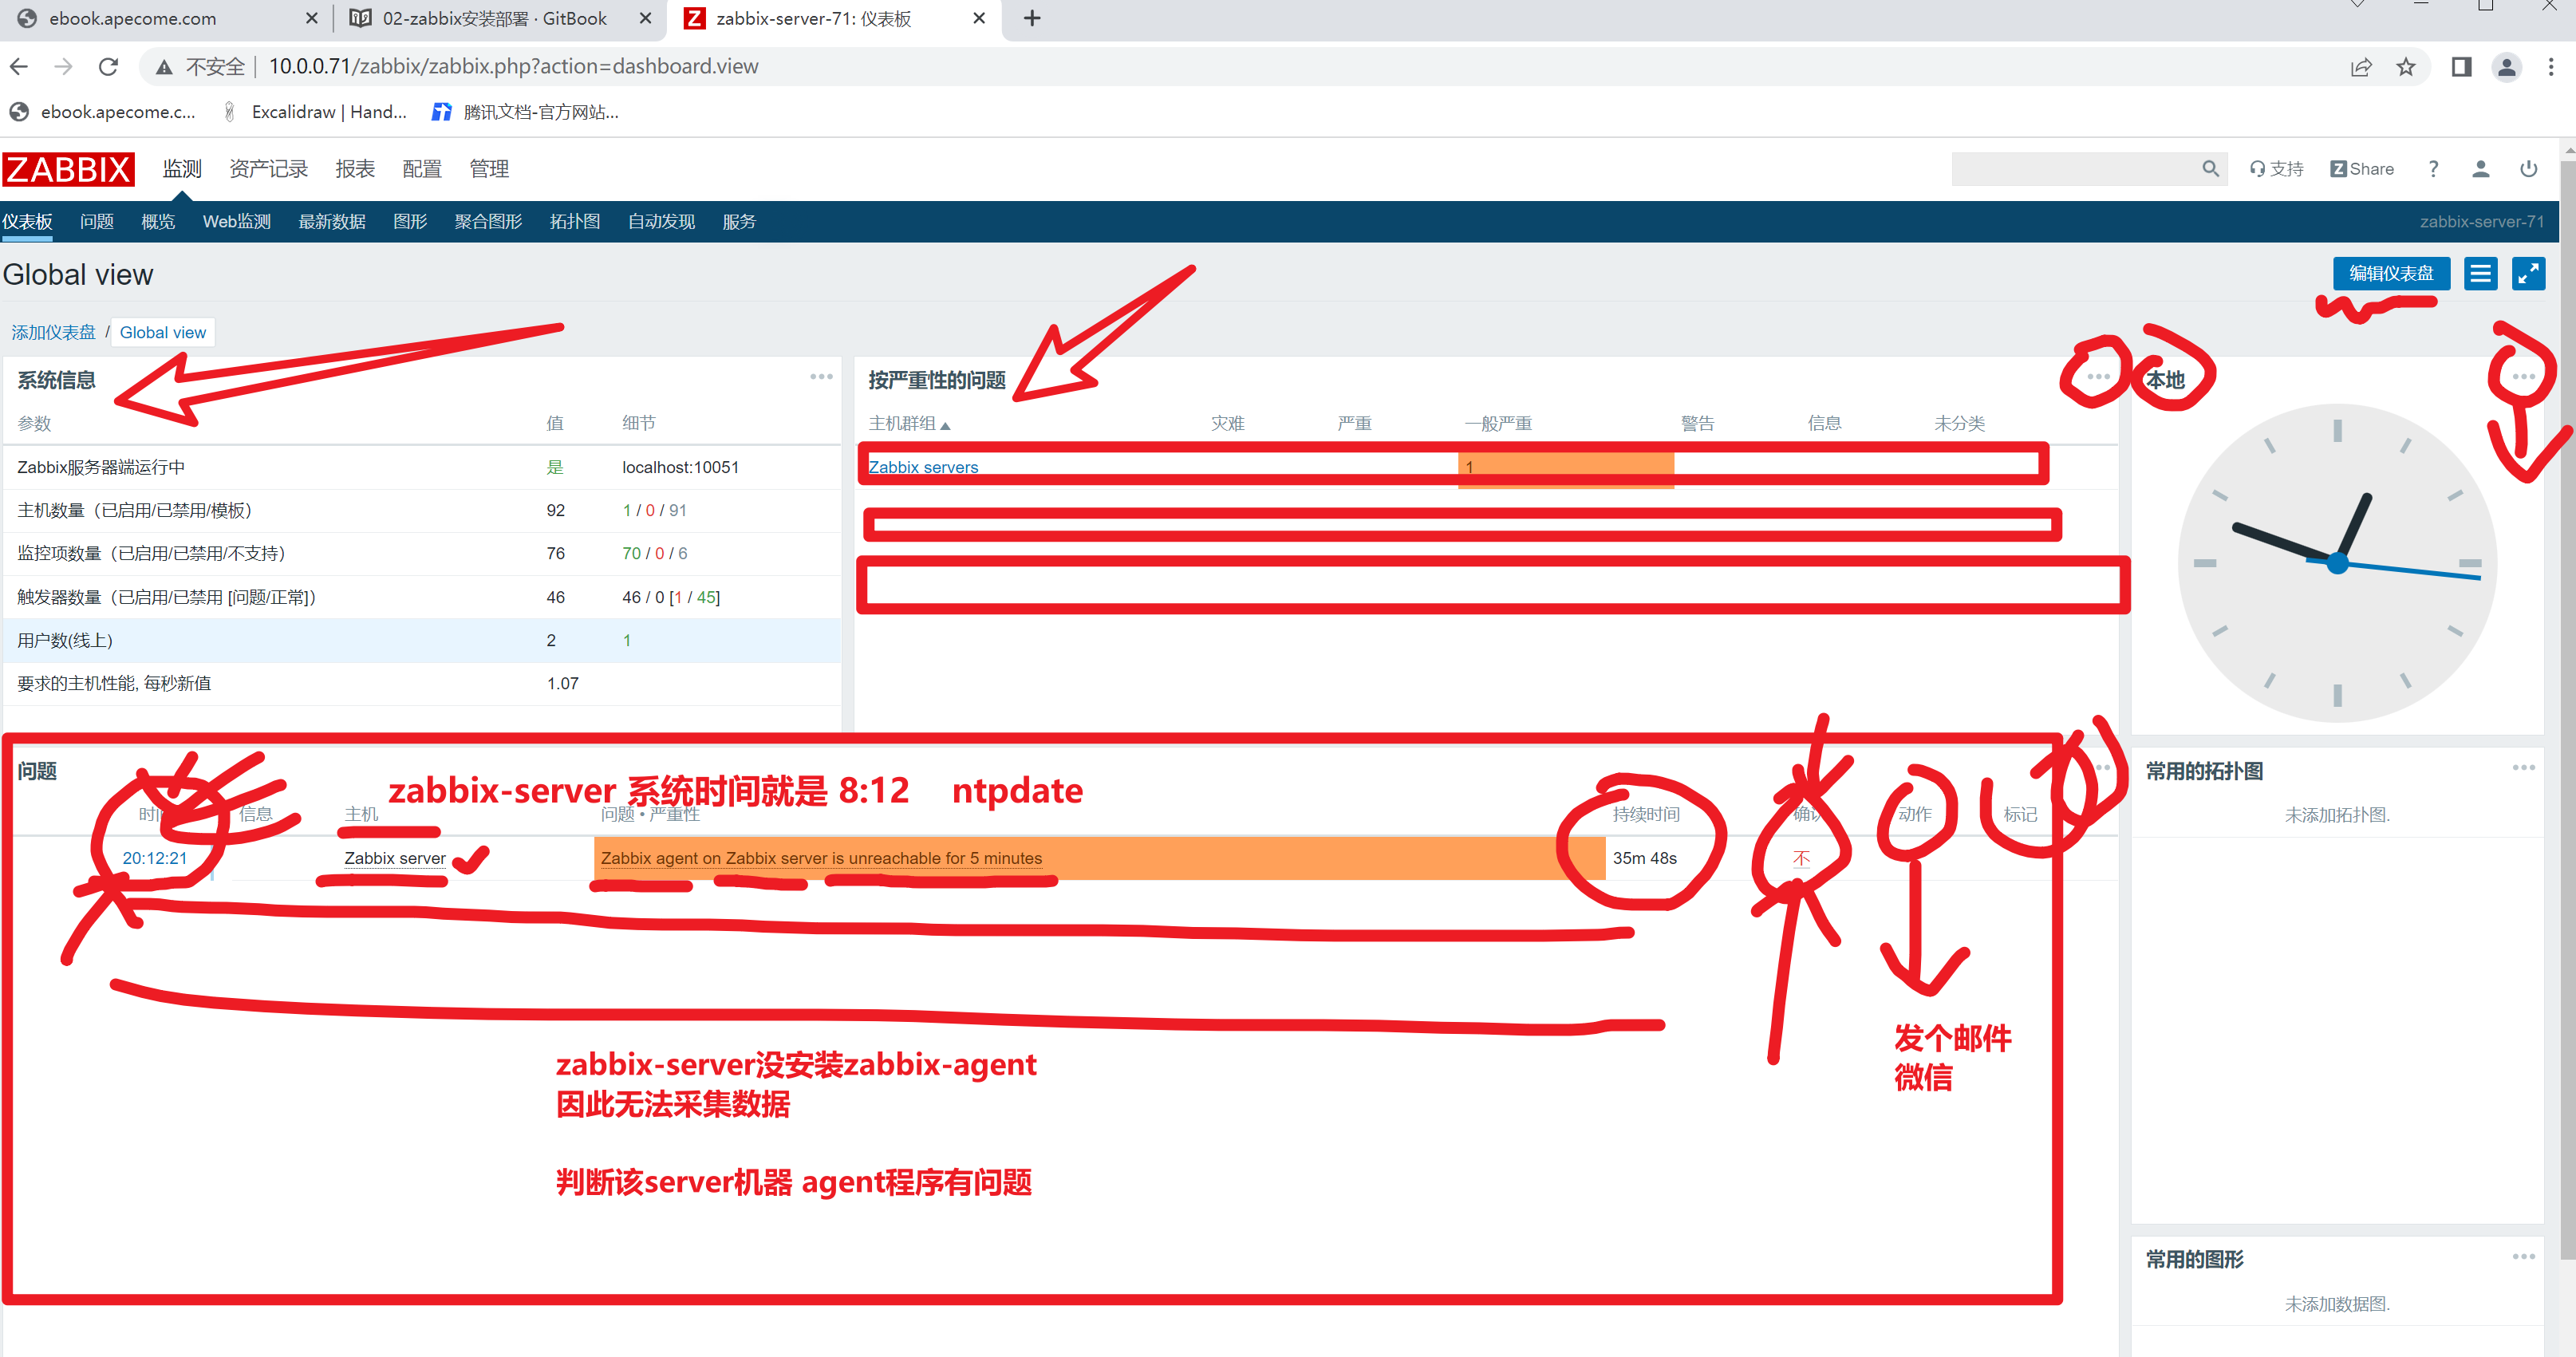 ebook.apecome.com
02-zabbix安装部署 · GitBook
zabbix-server-71: 仪表板
不安全
10.0.0.71/zabbix/zabbix.php?action=dashboard.view
ebook.apecome.c...
Excalidraw | Hand...
腾讯文档-官方网站...
ZABBIX
监测 资产记录 报表 配置 管理
支持
Z Share
?
仪表板 问题 概览 Web监测 最新数据 图形 聚合图形 拓扑图 自动发现 服务
zabbix-server-71
Global view
编辑仪表盘
添加仪表盘 / Global view
系统信息
参数 值 细节
Zabbix服务器端运行中 是 localhost:10051
主机数量（已启用/已禁用/模板） 92 1 / 0 / 91
监控项数量（已启用/已禁用/不支持） 76 70 / 0 / 6
触发器数量（已启用/已禁用 [问题/正常]） 46 46 / 0 [1 / 45]
用户数(线上) 2 1
要求的主机性能, 每秒新值 1.07
按严重性的问题
主机群组 灾难 严重 一般严重 警告 信息 未分类
Zabbix servers 1
本地
问题
zabbix-server 系统时间就是 8:12 ntpdate
信息 主机 问题 • 严重性 持续时间 动作 标记
20:12:21 Zabbix server Zabbix agent on Zabbix server is unreachable for 5 minutes 35m 48s 不
zabbix-server没安装zabbix-agent
因此无法采集数据
判断该server机器 agent程序有问题
发个邮件
微信
常用的拓扑图
未添加拓扑图.
常用的图形
未添加数据图.